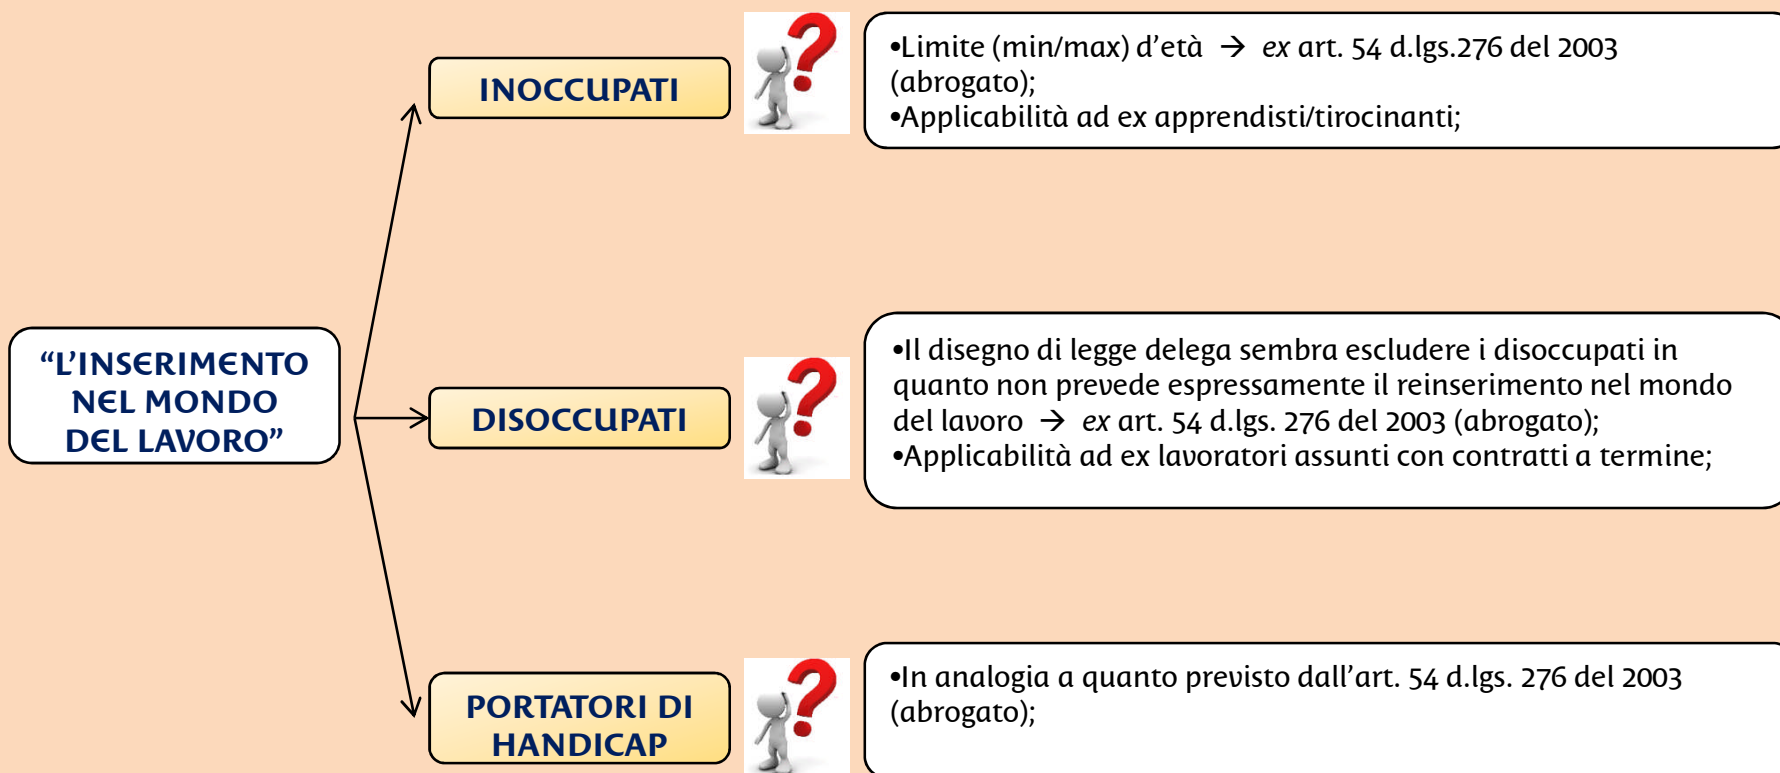 INOCCUPATI
•Limite (min/max) d'età → ex art. 54 d.lgs.276 del 2003
(abrogato);
•Applicabilità ad ex apprendisti/tirocinanti;
“L'INSERIMENTO
NEL MONDO
DEL LAVORO”
DISOCCUPATI
•Il disegno di legge delega sembra escludere i disoccupati in
quanto non prevede espressamente il reinserimento nel mondo
del lavoro → ex art. 54 d.lgs. 276 del 2003 (abrogato);
•Applicabilità ad ex lavoratori assunti con contratti a termine;
PORTATORI DI
HANDICAP
•In analogia a quanto previsto dall'art. 54 d.lgs. 276 del 2003
(abrogato);